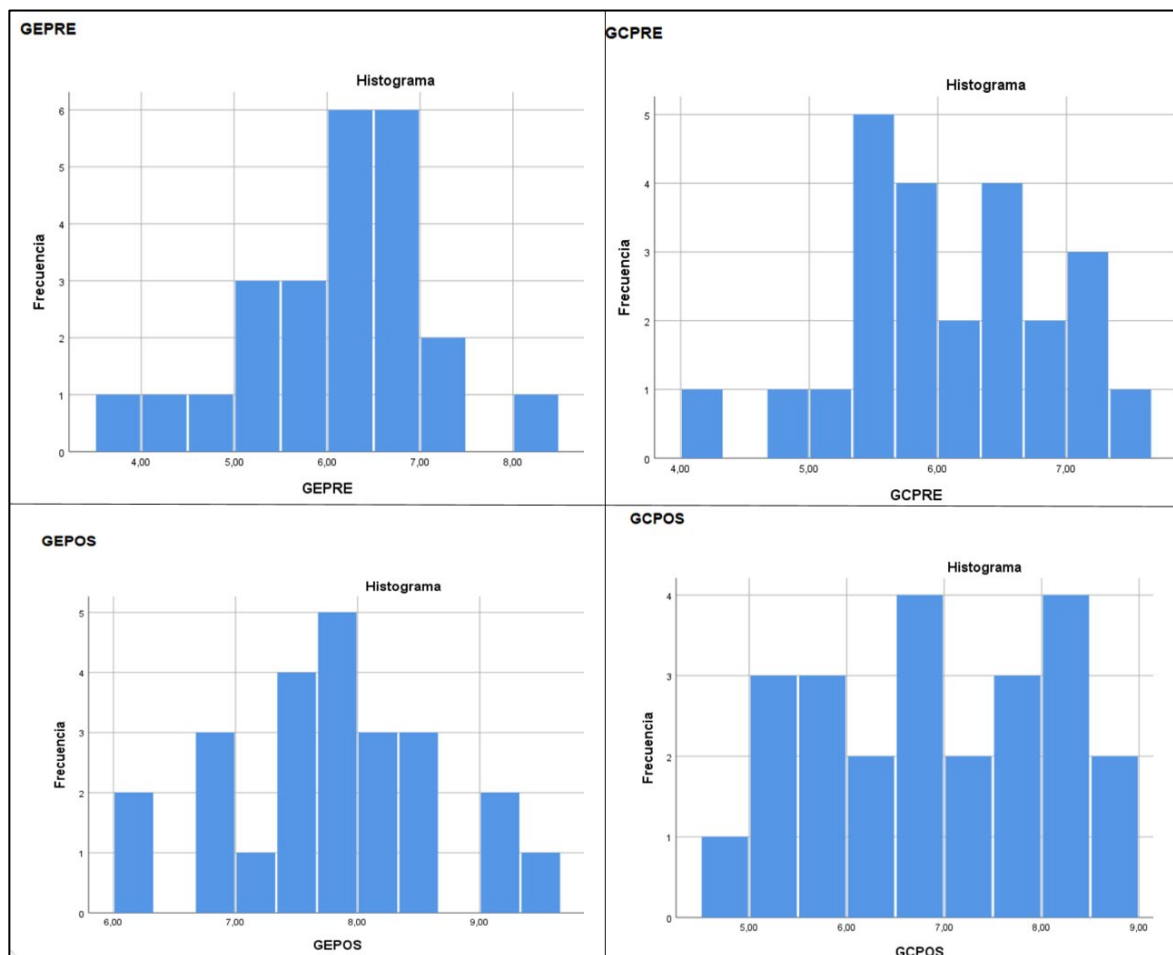 GEPRE
Histograma
Frecuencia
6
5
4
3
2
1
0
4,00 5,00 6,00 7,00 8,00
GEPRE
GCPRE
Histograma
Frecuencia
5
4
3
2
1
0
4,00 5,00 6,00 7,00
GCPRE
GEPOS
Histograma
Frecuencia
5
4
3
2
1
0
6,00 7,00 8,00 9,00
GEPOS
GCPOS
Histograma
Frecuencia
4
3
2
1
0
5,00 6,00 7,00 8,00 9,00
GCPOS